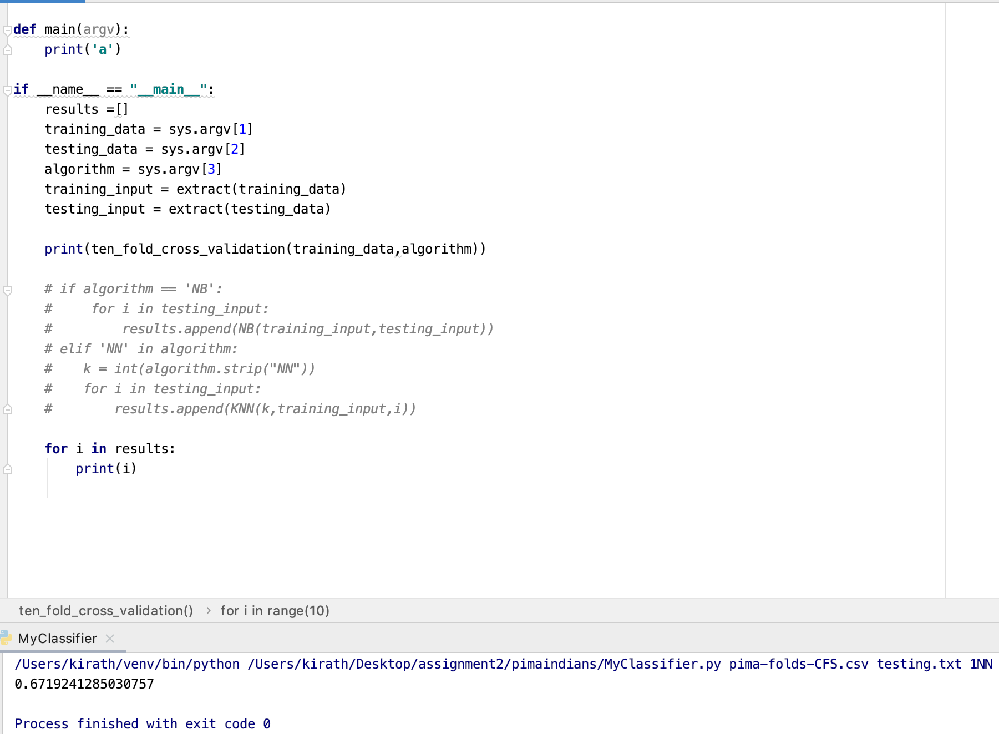 def main(argv):
    print('a')

if __name__ == "__main__":
    results =[]
    training_data = sys.argv[1]
    testing_data = sys.argv[2]
    algorithm = sys.argv[3]
    training_input = extract(training_data)
    testing_input = extract(testing_data)

    print(ten_fold_cross_validation(training_data,algorithm))

    # if algorithm == 'NB':
    #     for i in testing_input:
    #         results.append(NB(training_input,testing_input))
    # elif 'NN' in algorithm:
    #    k = int(algorithm.strip("NN"))
    #    for i in testing_input:
    #        results.append(KNN(k,training_input,i))

    for i in results:
        print(i)

ten_fold_cross_validation() › for i in range(10)
MyClassifier ×
/Users/kirath/venv/bin/python /Users/kirath/Desktop/assignment2/pimaindians/MyClassifier.py pima-folds-CFS.csv testing.txt 1NN
0.6719241285030757

Process finished with exit code 0